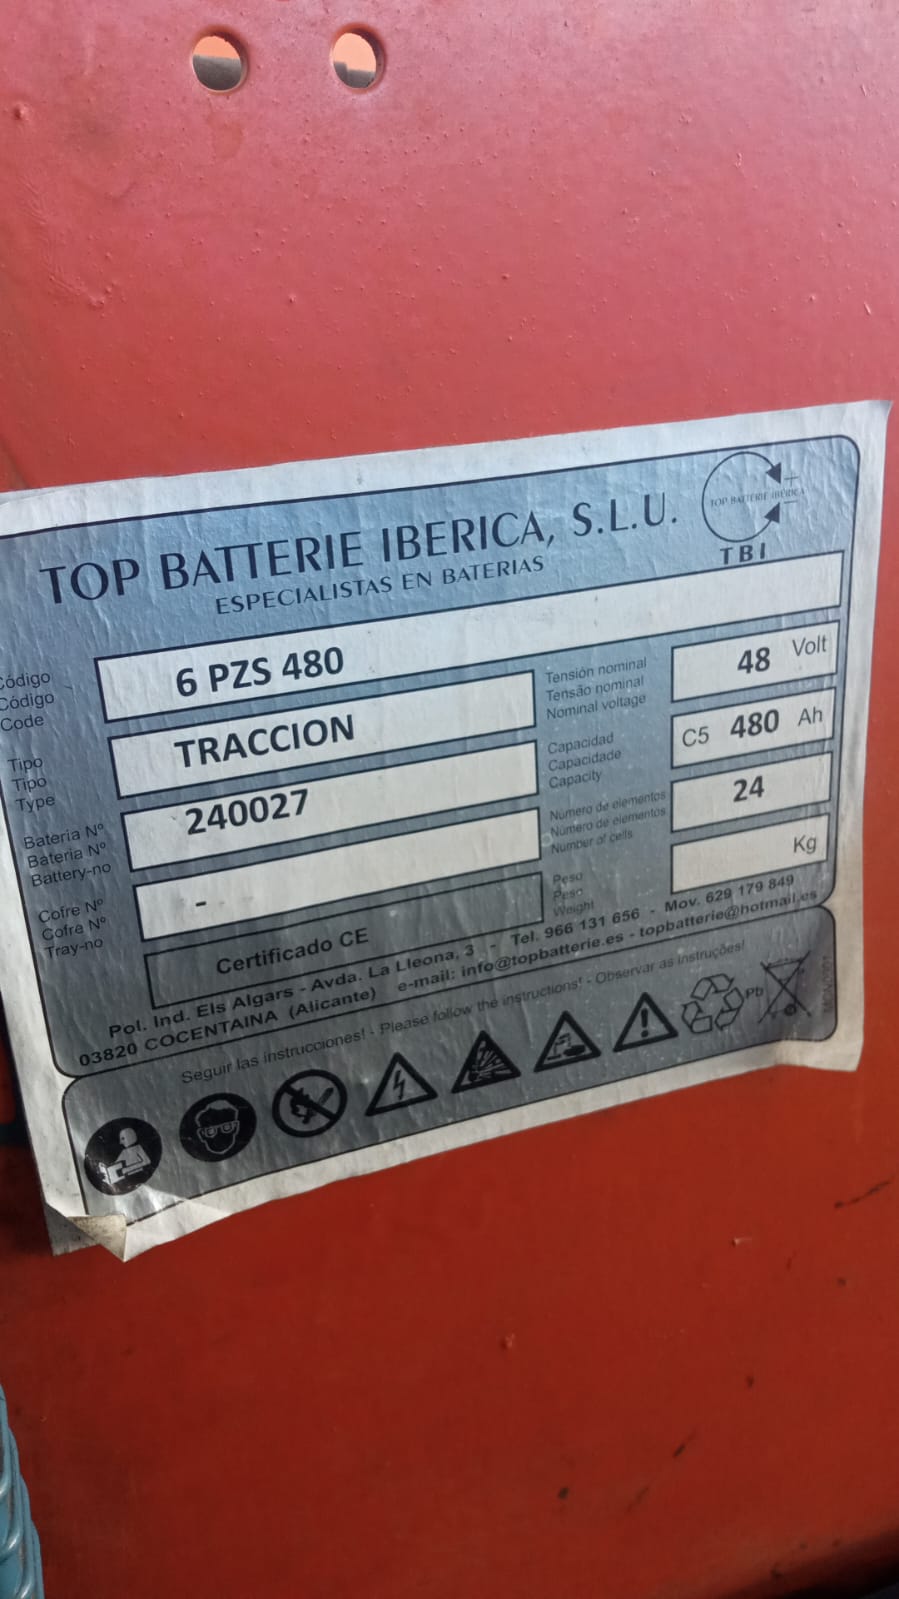 TOP BATTERIE IBERICA, S.L.U.
ESPECIALISTAS EN BATERIAS
TOP BATTERIE IBERICA
TBI
Código
Código
Code
6 PZS 480
Tipo
Tipo
Type
TRACCION
Bateria Nº
Bateria Nº
Battery-no
240027
Cofre Nº
Cofre Nº
Tray-no
-
Tensión nominal
Tensão nominal
Nominal voltage
48 Volt
Capacidad
Capacidade
Capacity
C5 480 Ah
Número de elementos
Número de elementos
Number of cells
24
Peso
Peso
Weight
Kg
Certificado CE
Pol. Ind. Els Algars - Avda. La Lleona, 3 - Tel. 966 131 656 - Mov. 629 179 849
03820 COCENTAINA (Alicante) e-mail: info@topbatterie.es - topbatterie@hotmail.es
Seguir las instrucciones! - Please follow the instructions! - Observar as Instruções!
Pb